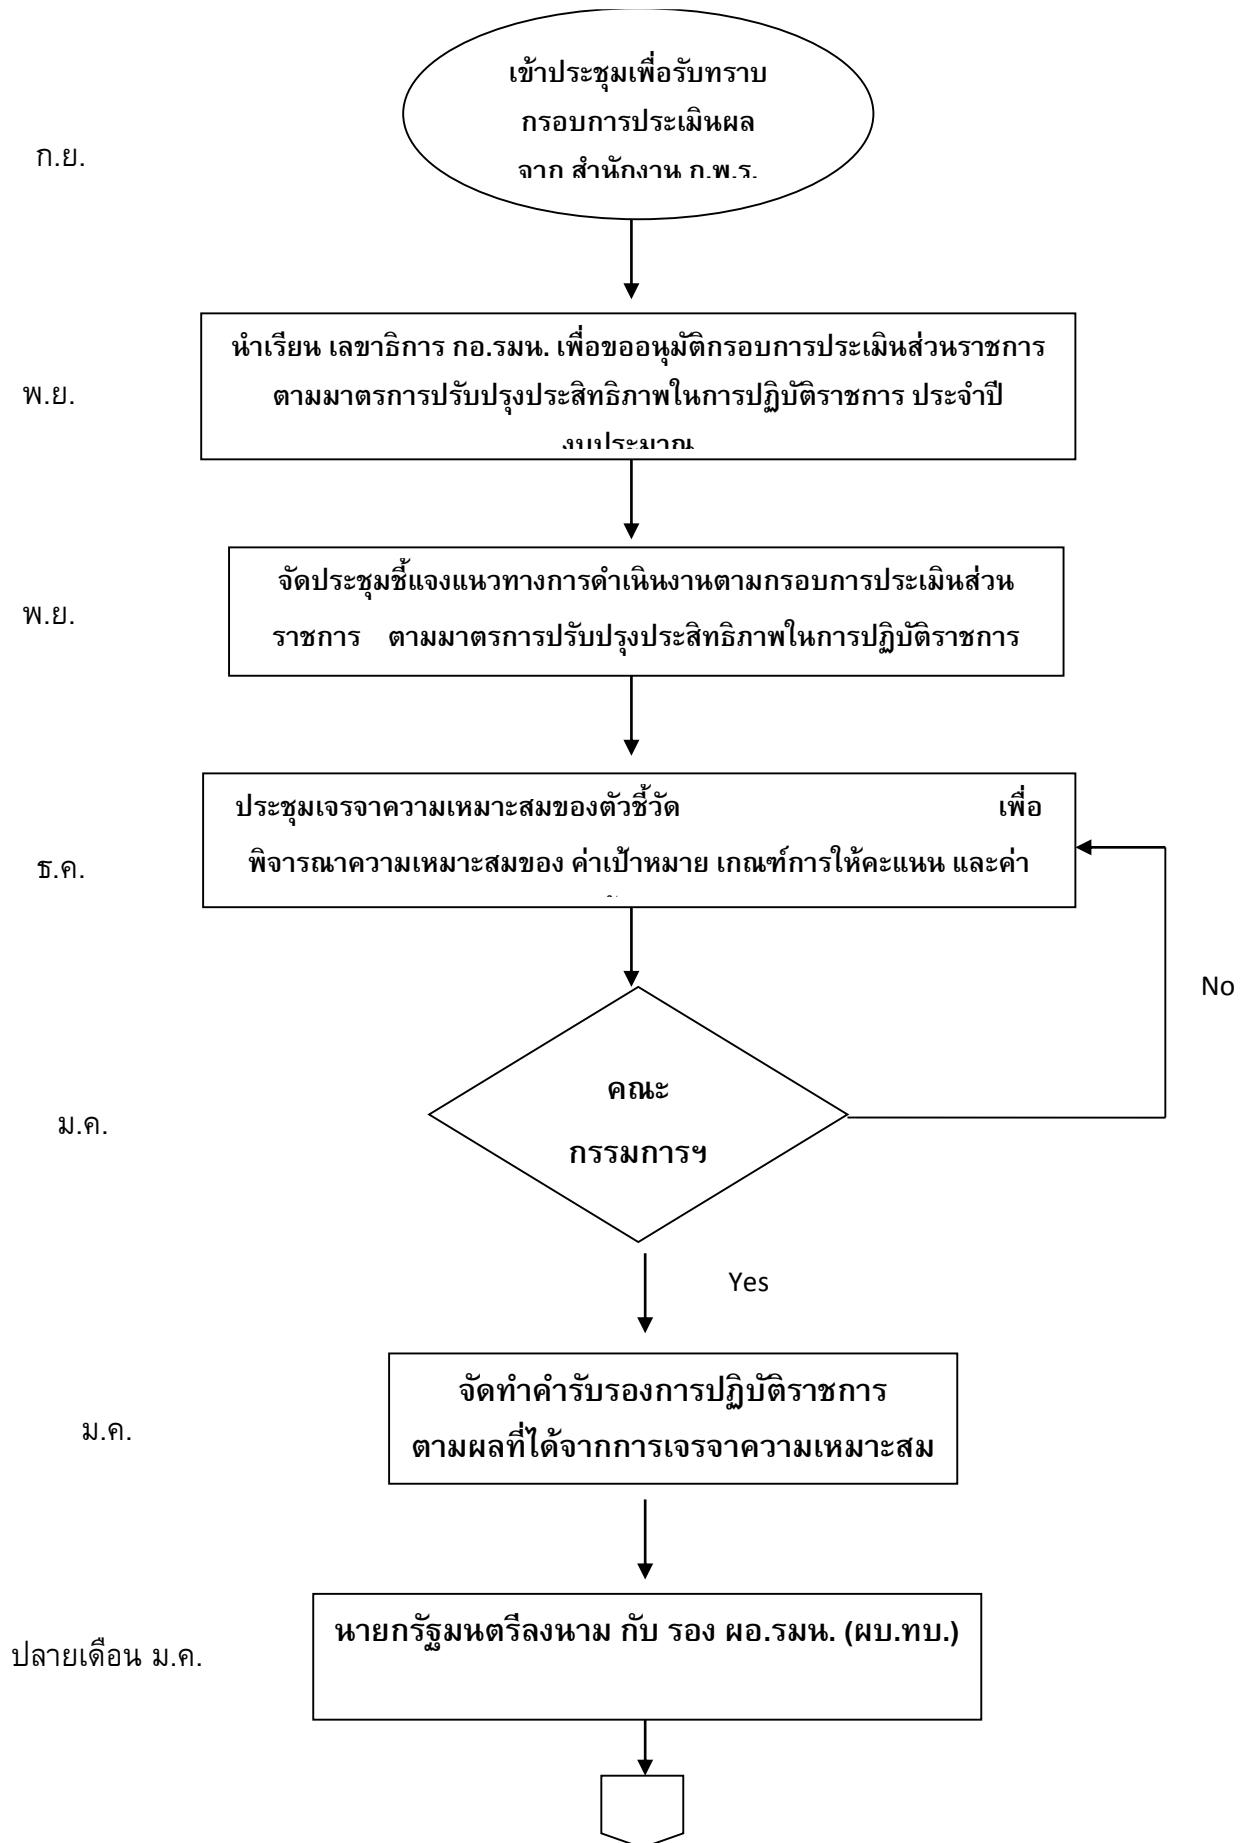 เข้าประชุมเพื่อรับทราบ
กรอบการประเมินผล
ก.ย.
จาก สำนักงาน ก.พ.ร.
นำเรียน เลขาธิการ กอ.รมน. เพื่อขออนุมัติกรอบการประเมินส่วนราชการ
พ.ย.
ตามมาตรการปรับปรุงประสิทธิภาพในการปฏิบัติราชการ ประจำปี
งบประมาณ
จัดประชุมชี้แจงแนวทางการดำเนินงานตามกรอบการประเมินส่วน
พ.ย.
ราชการ ตามมาตรการปรับปรุงประสิทธิภาพในการปฏิบัติราชการ
ประชุมเจรจาความเหมาะสมของตัวชี้วัด เพื่อ
ธ.ค.
พิจารณาความเหมาะสมของ ค่าเป้าหมาย เกณฑ์การให้คะแนน และค่า
No
คณะ
ม.ค.
กรรมการฯ
Yes
จัดทำคำรับรองการปฏิบัติราชการ
ม.ค.
ตามผลที่ได้จากการเจรจาความเหมาะสม
นายกรัฐมนตรีลงนาม กับ รอง ผอ.รมน. (ผบ.ทบ.)
ปลายเดือน ม.ค.